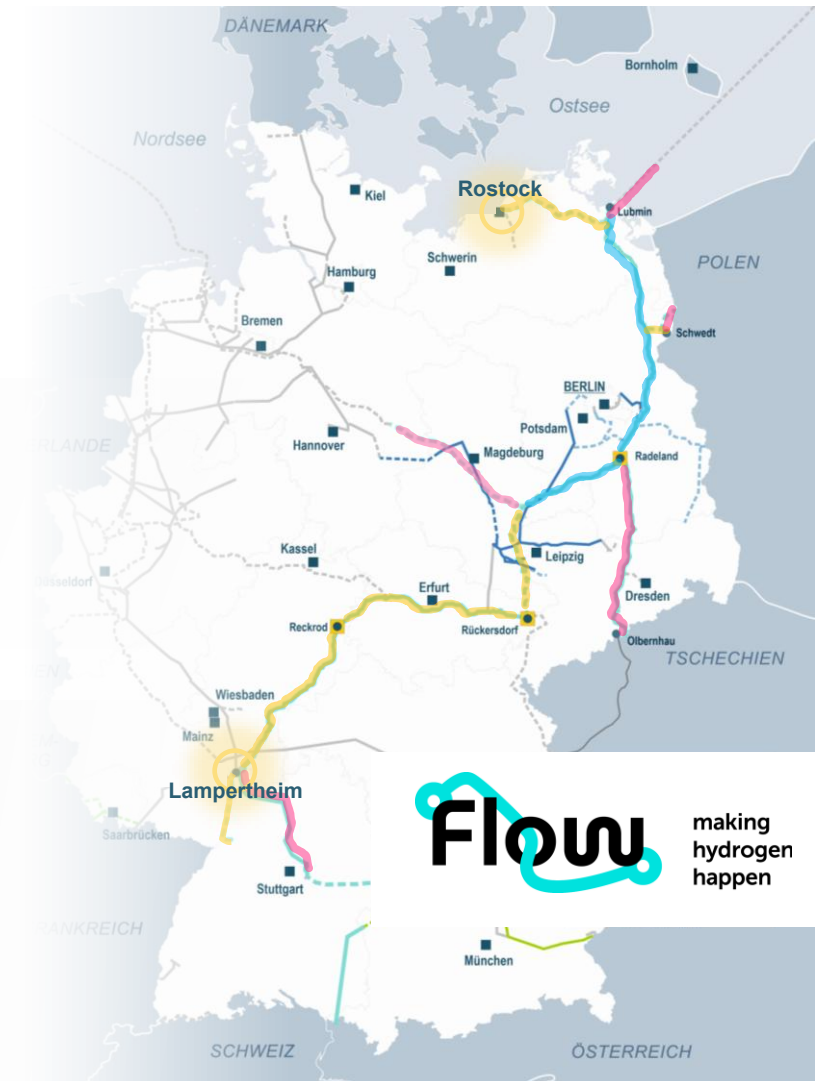 DÄNEMARK
Bornholm
Ostsee
Nordsee
Rostock
Kiel
Lubmin
Schwerin
POLEN
Hamburg
Bremen
Schwedt
BERLIN
Potsdam
Hannover
Magdeburg
Radeland
Kassel
Leipzig
Erfurt
Dresden
Reckrod
Rückersdorf
Olbernhau
TSCHECHIEN
Wiesbaden
Mainz
Lampertheim
Saarbrücken
Stuttgart
Flow
making
hydrogen
happen
München
SCHWEIZ
ÖSTERREICH